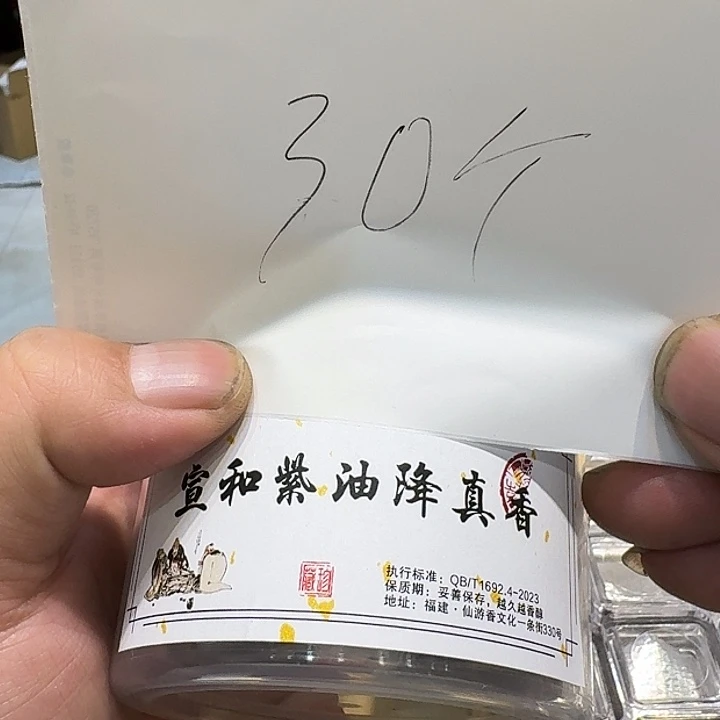 304
宣和紫油降真香
珍藏
执行标准：QB/T1692.4-2023
保质期：妥善保存，越久越香醇
地址：福建·仙游香文化一条街330号